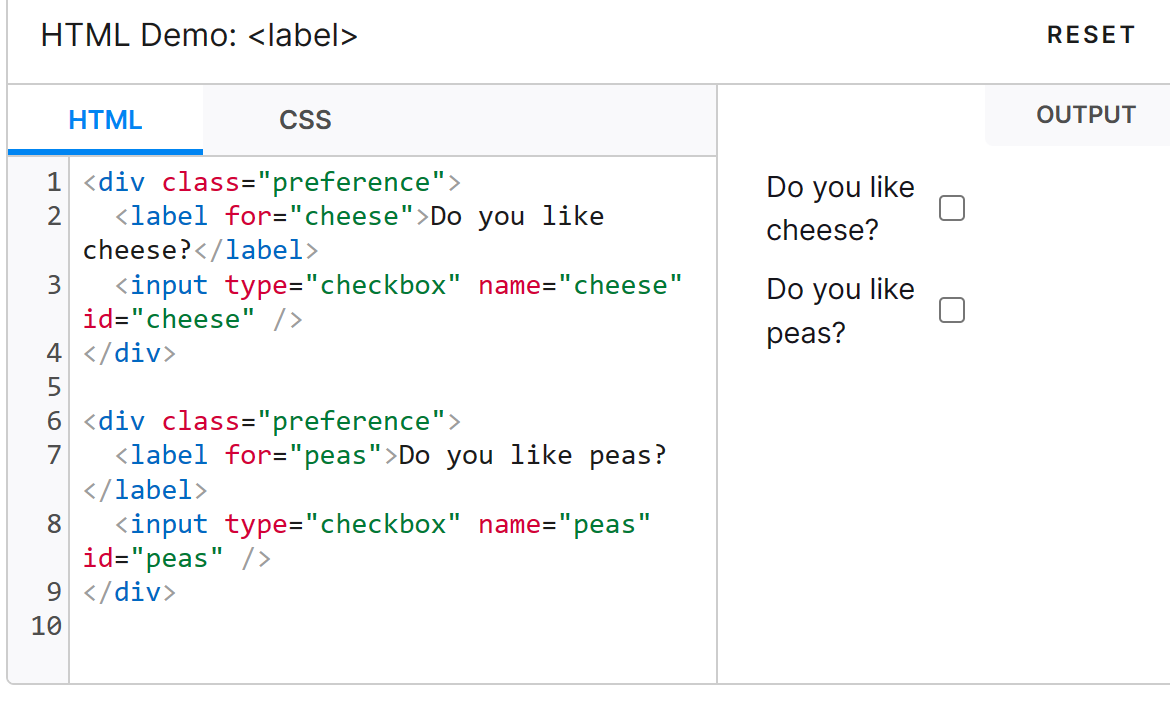 HTML Demo: <label>
RESET
HTML
CSS
OUTPUT
1 <div class="preference">
2   <label for="cheese">Do you like
cheese?</label>
3   <input type="checkbox" name="cheese"
id="cheese" />
4 </div>
5
6 <div class="preference">
7   <label for="peas">Do you like peas?
</label>
8   <input type="checkbox" name="peas"
id="peas" />
9 </div>
10
Do you like
cheese?
Do you like
peas?